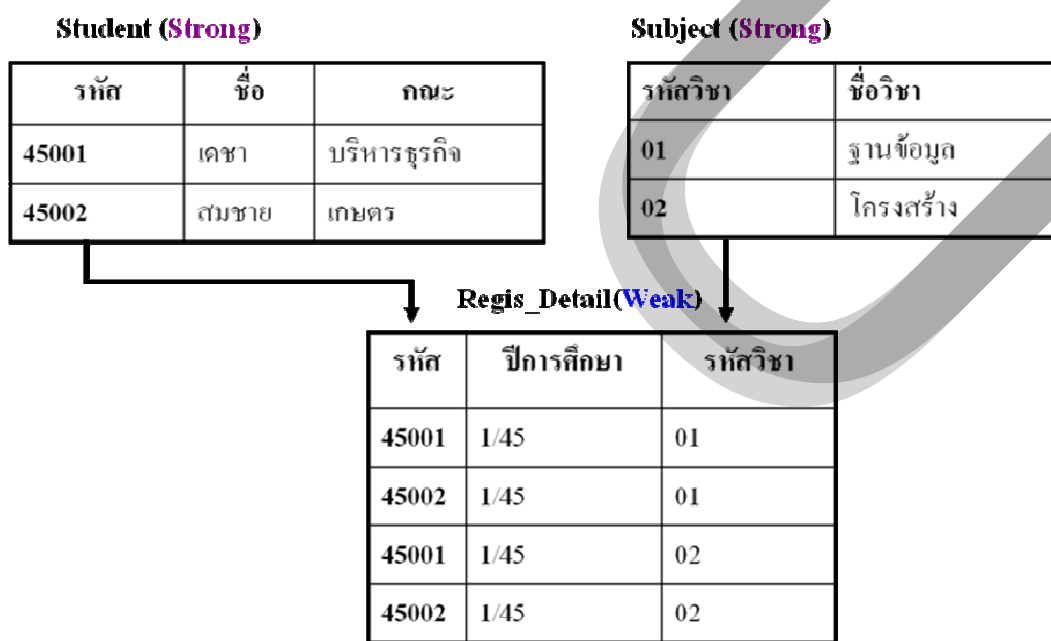 Student (Strong)
รหัส ชื่อ คณะ
45001 เดชา บริหารธุรกิจ
45002 สมชาย เกษตร
Subject (Strong)
รหัสวิชา ชื่อวิชา
01 ฐานข้อมูล
02 โครงสร้าง
Regis_Detail(Weak)
รหัส ปีการศึกษา รหัสวิชา
45001 1/45 01
45002 1/45 01
45001 1/45 02
45002 1/45 02